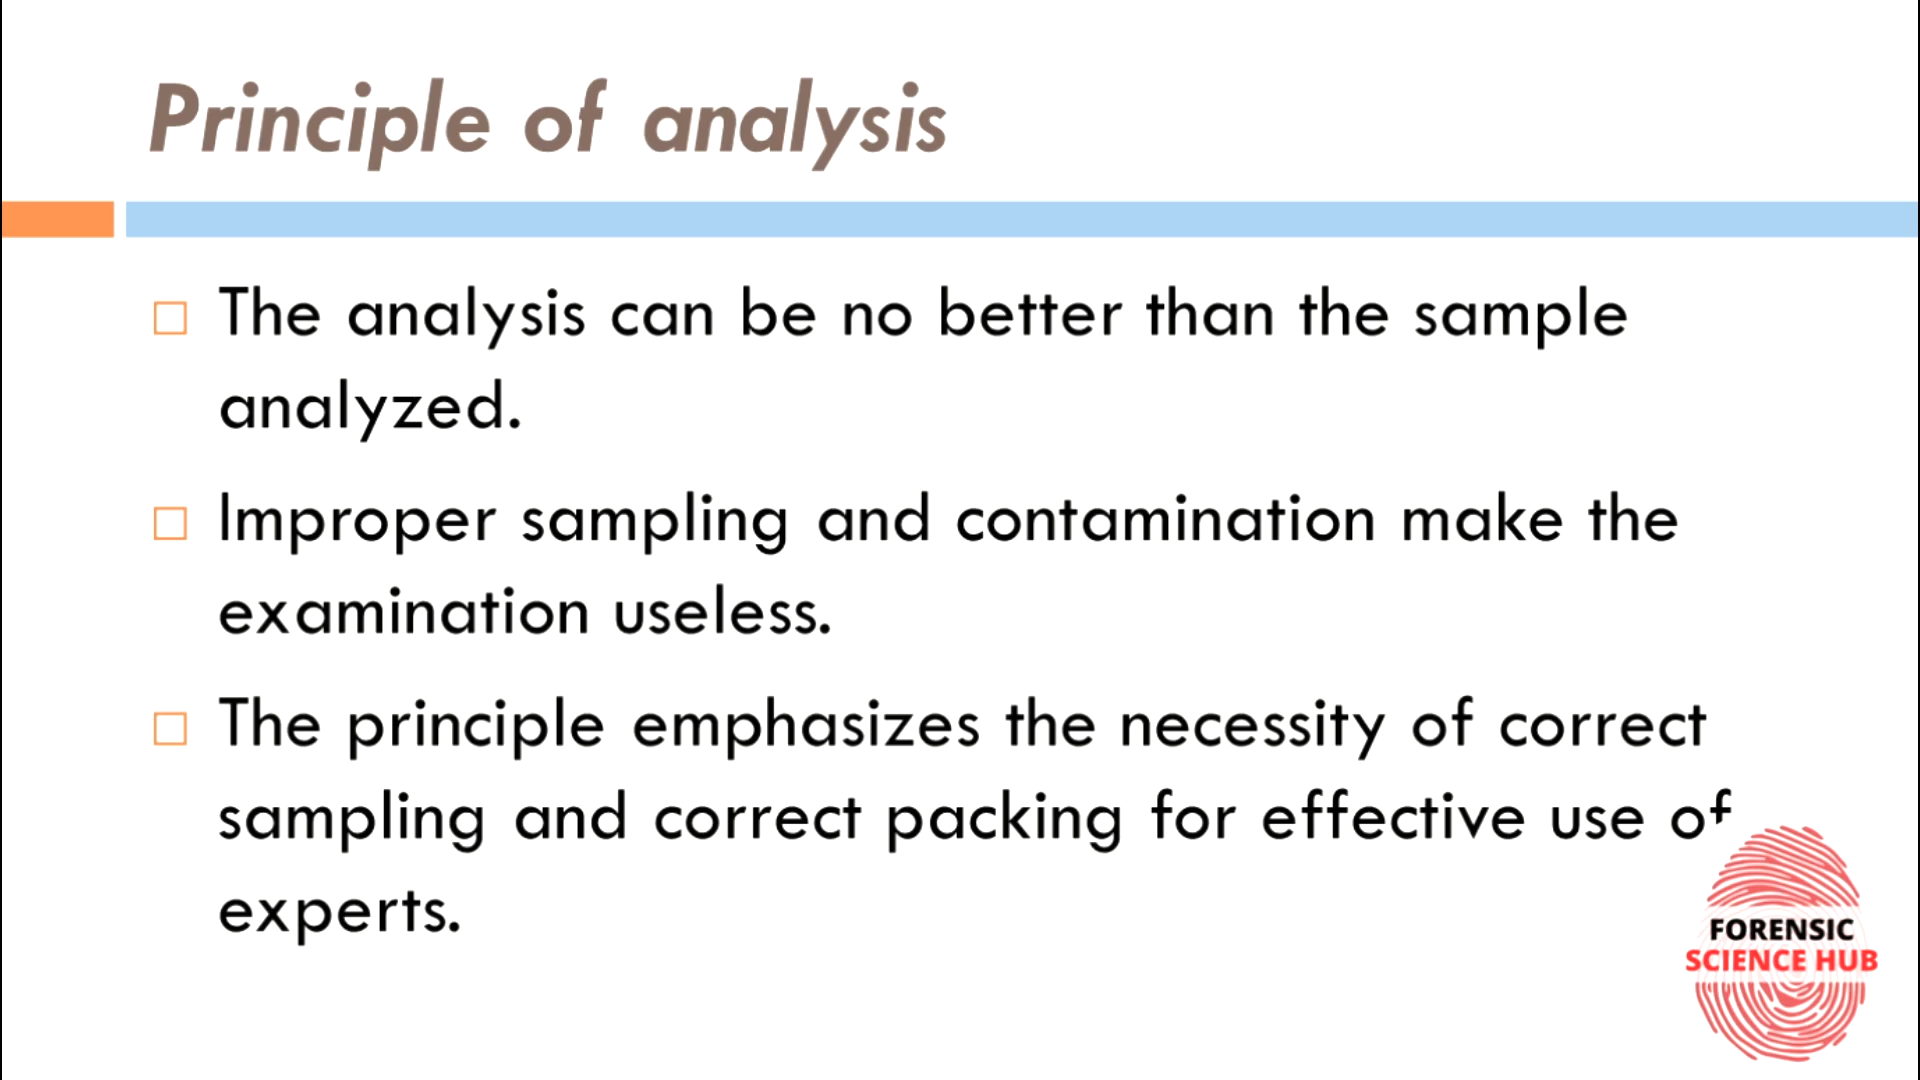 Principle of analysis
The analysis can be no better than the sample
analyzed.
Improper sampling and contamination make the
examination useless.
The principle emphasizes the necessity of correct
sampling and correct packing for effective use of
experts.
FORENSIC
SCIENCE HUB